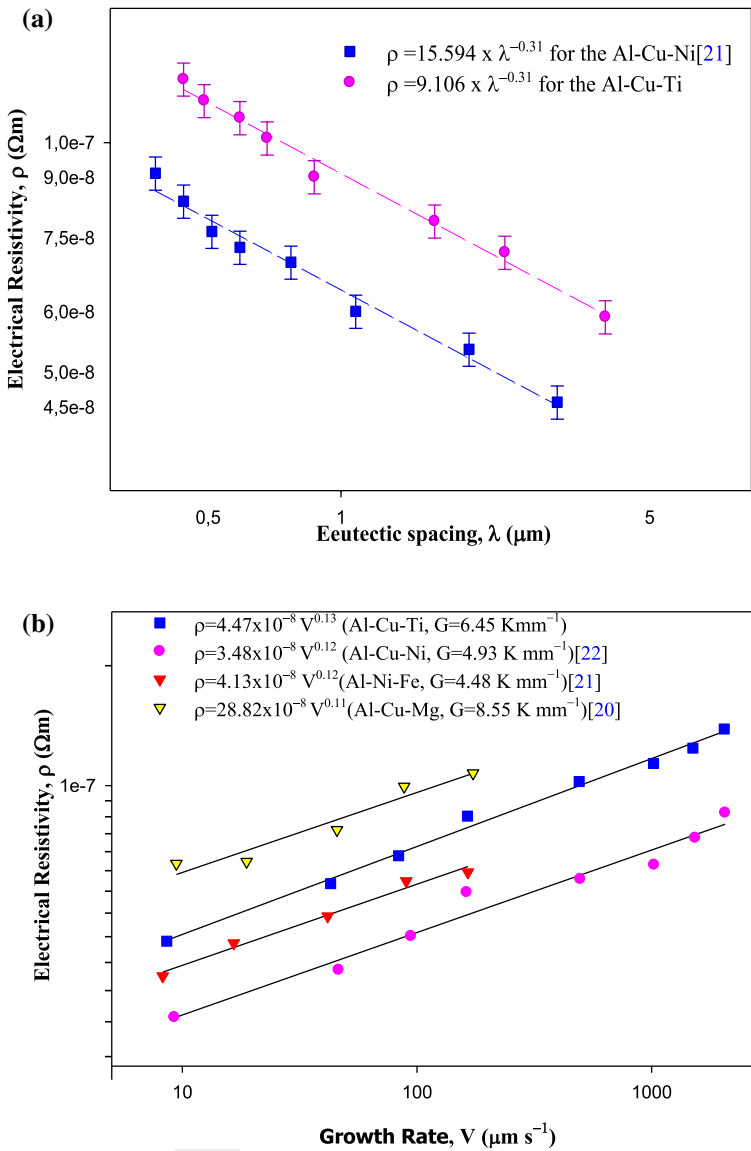 (a)
ρ =15.594 x λ⁻⁰·³¹ for the Al-Cu-Ni[21]
ρ =9.106 x λ⁻⁰·³¹ for the Al-Cu-Ti
Electrical Resistivity, ρ (Ωm)
1,0e-7
9,0e-8
7,5e-8
6,0e-8
5,0e-8
4,5e-8
0,5
1
5
Eeutectic spacing, λ (μm)
(b)
ρ=4.47x10⁻⁸ V⁰·¹³ (Al-Cu-Ti, G=6.45 Kmm⁻¹)
ρ=3.48x10⁻⁸ V⁰·¹² (Al-Cu-Ni, G=4.93 K mm⁻¹)[22]
ρ=4.13x10⁻⁸ V⁰·¹²(Al-Ni-Fe, G=4.48 K mm⁻¹)[21]
ρ=28.82x10⁻⁸ V⁰·¹¹(Al-Cu-Mg, G=8.55 K mm⁻¹)[20]
Electrical Resistivity, ρ (Ωm)
1e-7
10
100
1000
Growth Rate, V (μm s⁻¹)